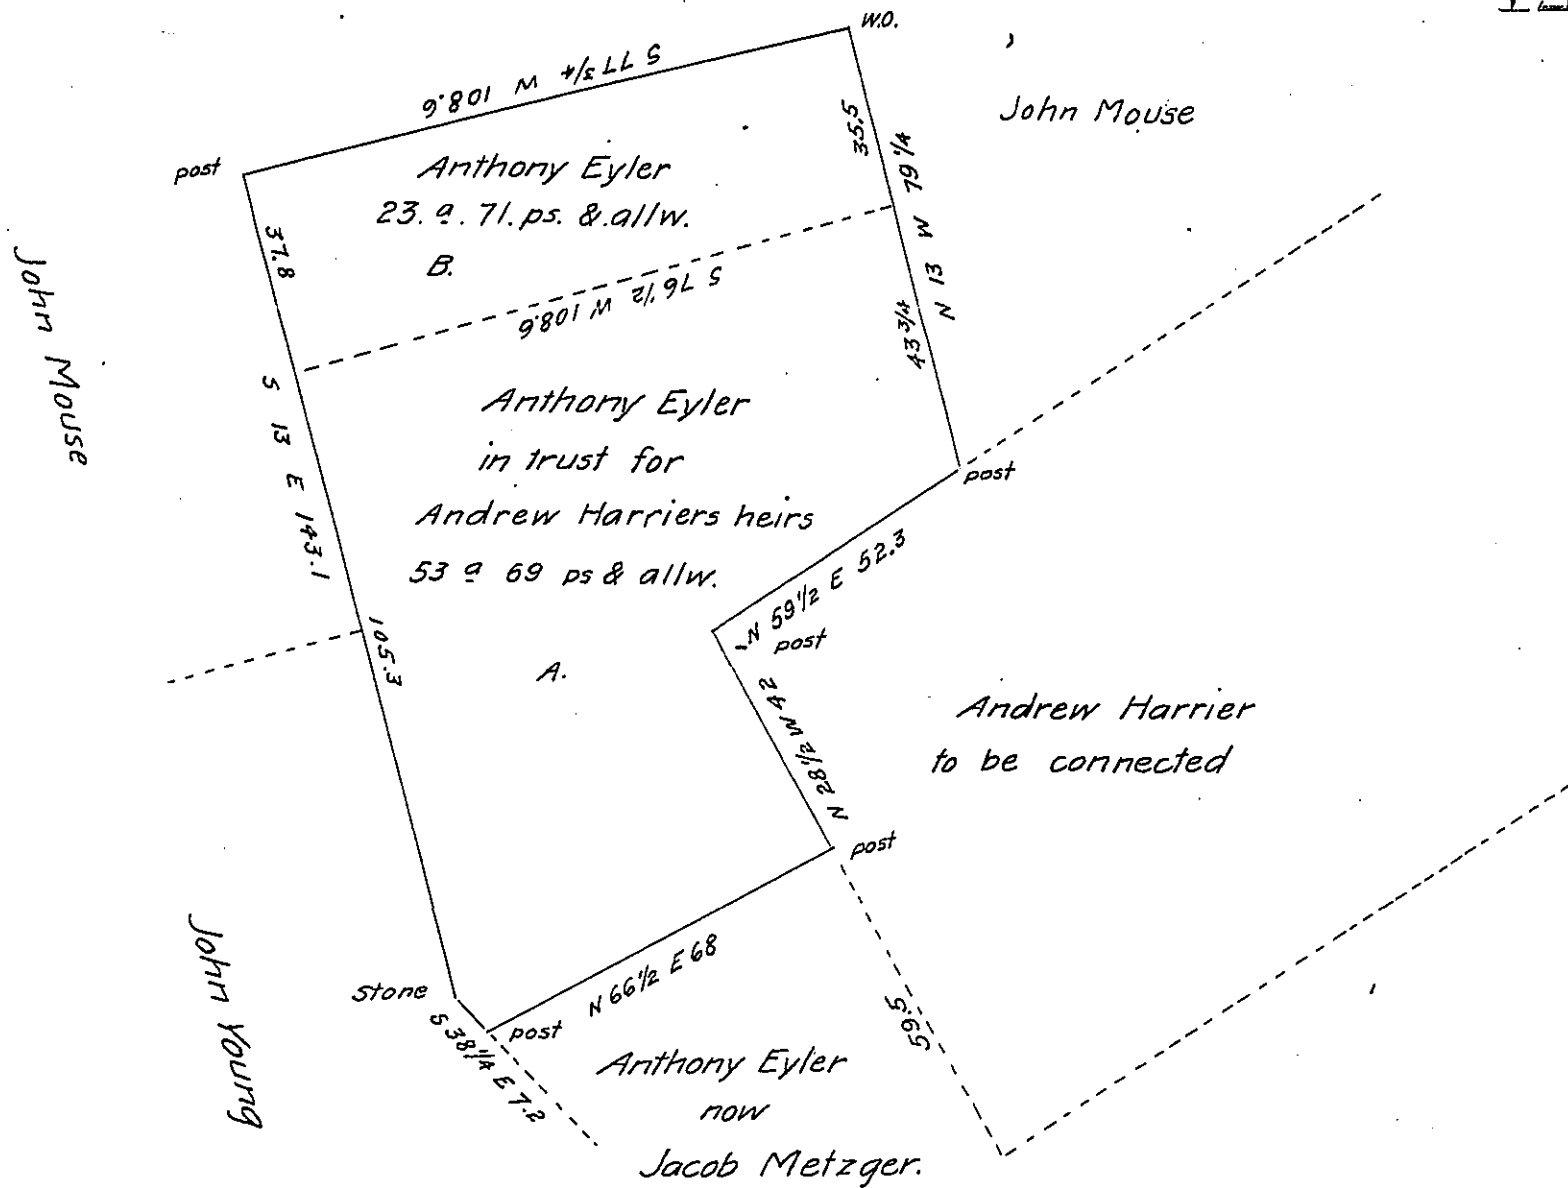 W.O.
S 77 3/4 W 108.6
post
John Mouse
35.5
N 13 W 79 1/4
Anthony Eyler
23. a. 71. ps. & allw.
B.
37.8
S 76 1/2 W 108.6
43 3/4
John Mouse
S 13 E 143.1
Anthony Eyler
in trust for
Andrew Harriers heirs
53 a 69 ps & allw.
post
N 59 1/2 E 52.3
post
105.3
A.
N 28 1/2 W 42
Andrew Harrier
to be connected
post
John Young
Stone
S 38 1/4 E 7.2
post
N 66 1/2 E 68
59.5
Anthony Eyler
now
Jacob Metzger.